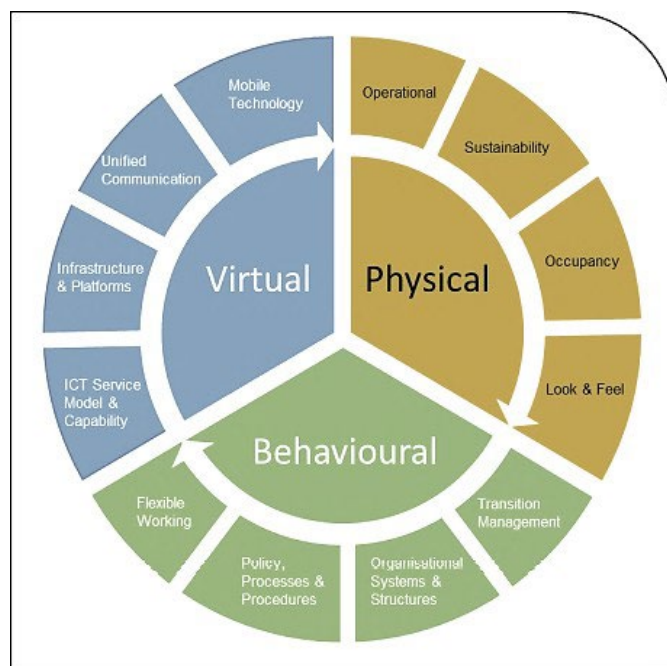 Mobile
Technology
Operational
Sustainability
Unified
Communication
Occupancy
Infrastructure
& Platforms
Virtual
Physical
Look & Feel
ICT Service
Model &
Capability
Behavioural
Flexible
Working
Transition
Management
Policy,
Processes &
Procedures
Organisational
Systems &
Structures